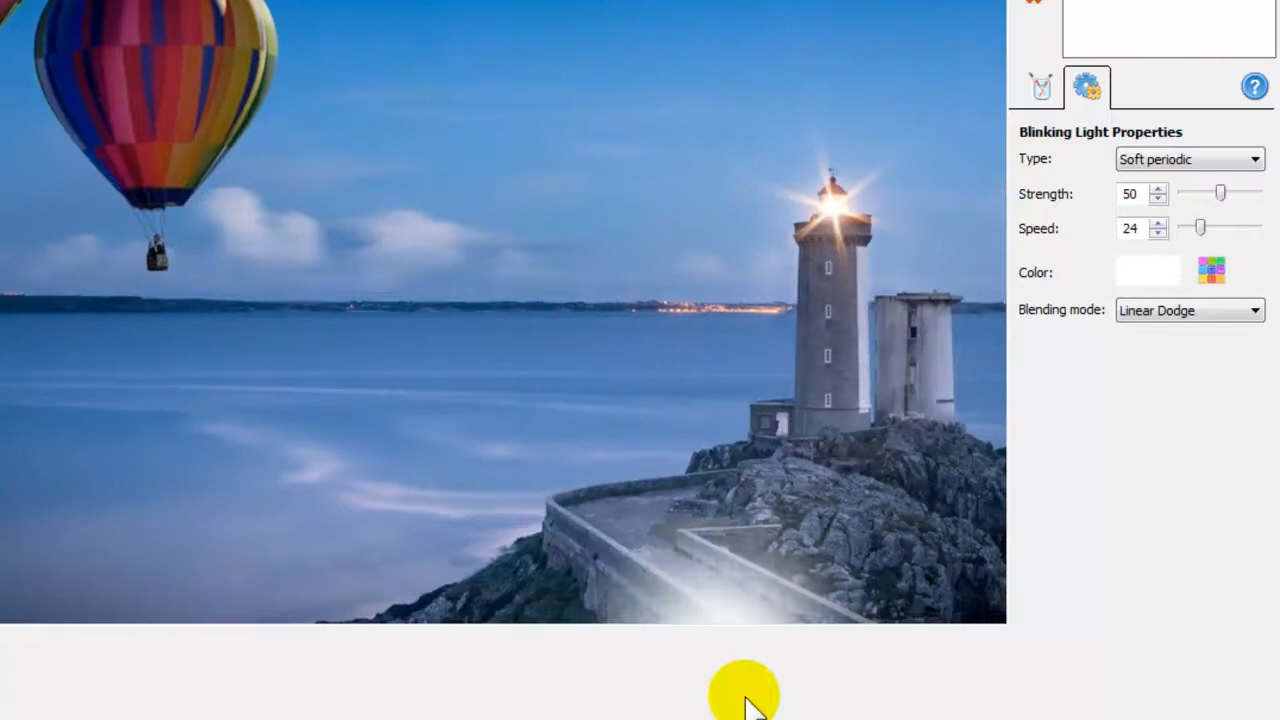 ?
Blinking Light Properties
Type: Soft periodic
Strength: 50
Speed: 24
Color:
Blending mode: Linear Dodge